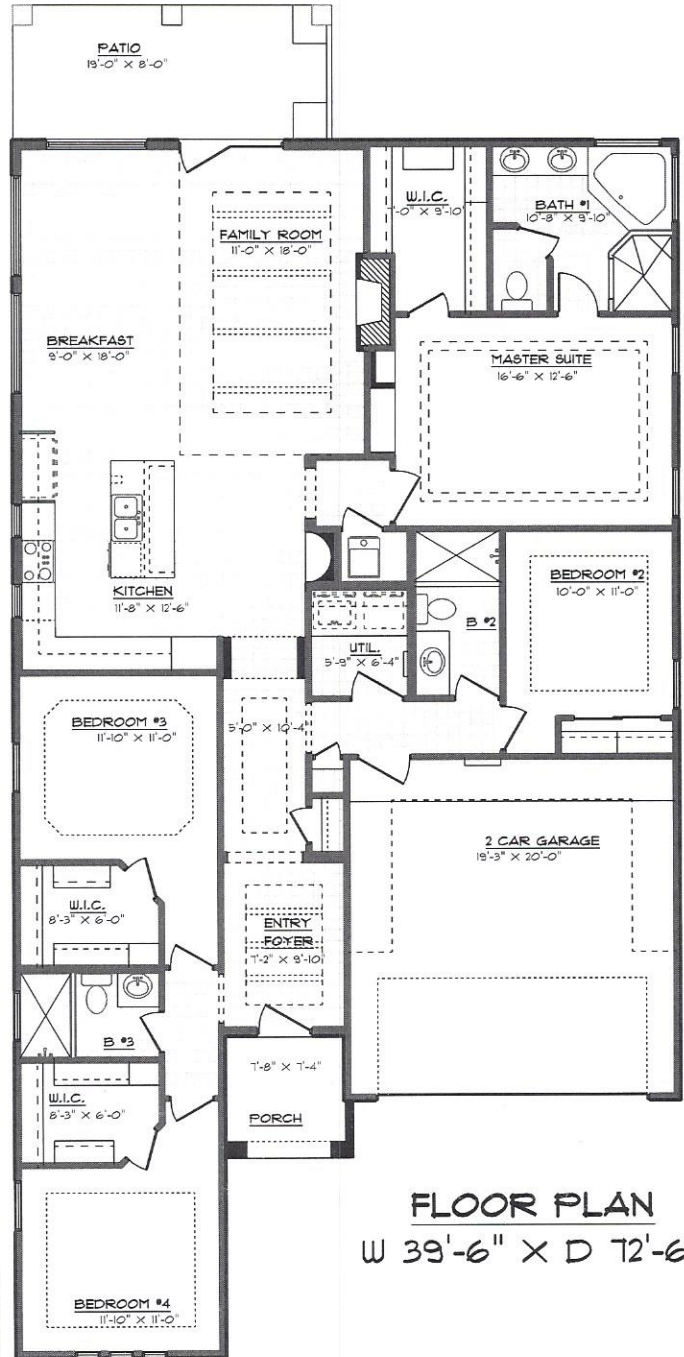 PATIO
19'-0" X 8'-0"
W.I.C.
'-0" X 9'-10"
BATH #1
10'-8" X 9'-10"
FAMILY ROOM
11'-0" X 18'-0"
BREAKFAST
9'-0" X 18'-0"
MASTER SUITE
16'-6" X 12'-6"
KITCHEN
11'-8" X 12'-6"
BEDROOM #2
10'-0" X 11'-0"
B #2
UTIL.
5'-9" X 6'-4"
BEDROOM #3
11'-10" X 11'-0"
5'-0" X 10'-4
2 CAR GARAGE
19'-3" X 20'-0"
W.I.C.
8'-3" X 6'-0"
ENTRY
FOYER
7'-2" X 9'-10"
B #3
7'-8" X 7'-4"
PORCH
W.I.C.
8'-3" X 6'-0"
FLOOR PLAN
W 39'-6" X D 72'-6
BEDROOM #4
11'-10" X 11'-0"